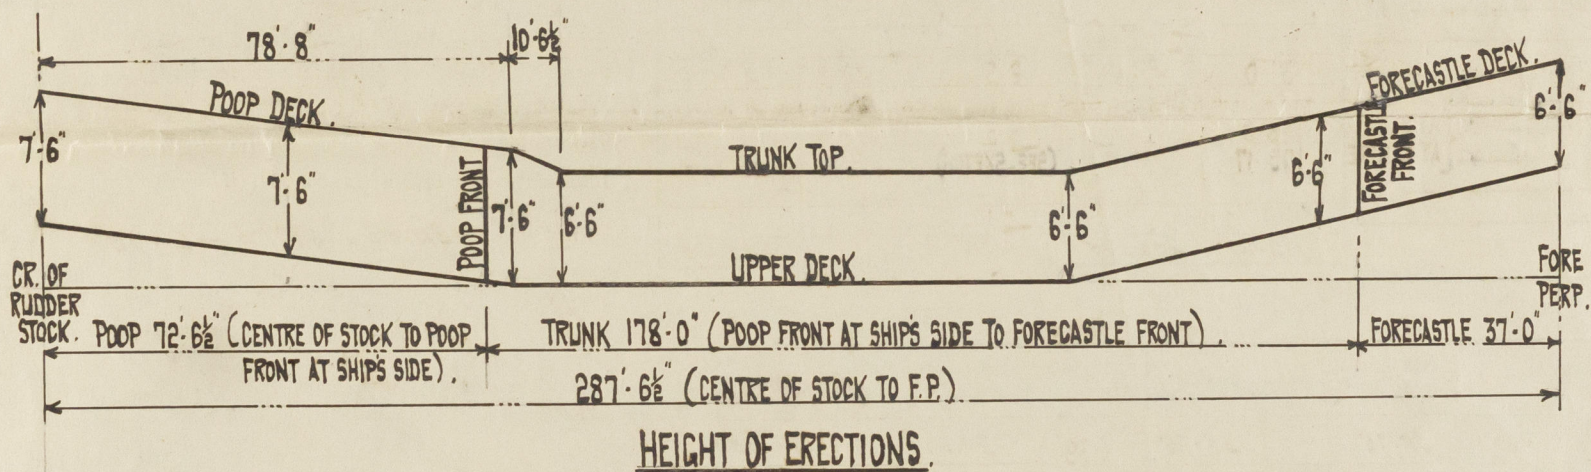 78'-8"
10'-6½"
POOP DECK.
FORECASTLE DECK.
7'-6"
7'-6"
POOP FRONT
7'-6"
6'-6"
TRUNK TOP.
6'-6"
6'-6"
FORECASTLE
FRONT.
6'-6"
UPPER DECK.
CR. OF
RUDDER
STOCK.
FORE
PERP.
POOP 72'-6½" (CENTRE OF STOCK TO POOP
FRONT AT SHIP'S SIDE).
TRUNK 178'-0" (POOP FRONT AT SHIP'S SIDE TO FORECASTLE FRONT).
FORECASTLE 37'-0"
287'-6½" (CENTRE OF STOCK TO F.P.)
HEIGHT OF ERECTIONS.